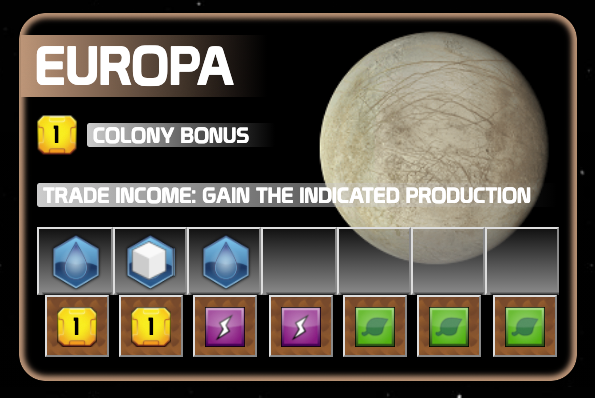 EUROPA
1 COLONY BONUS
TRADE INCOME: GAIN THE INDICATED PRODUCTION
1 1